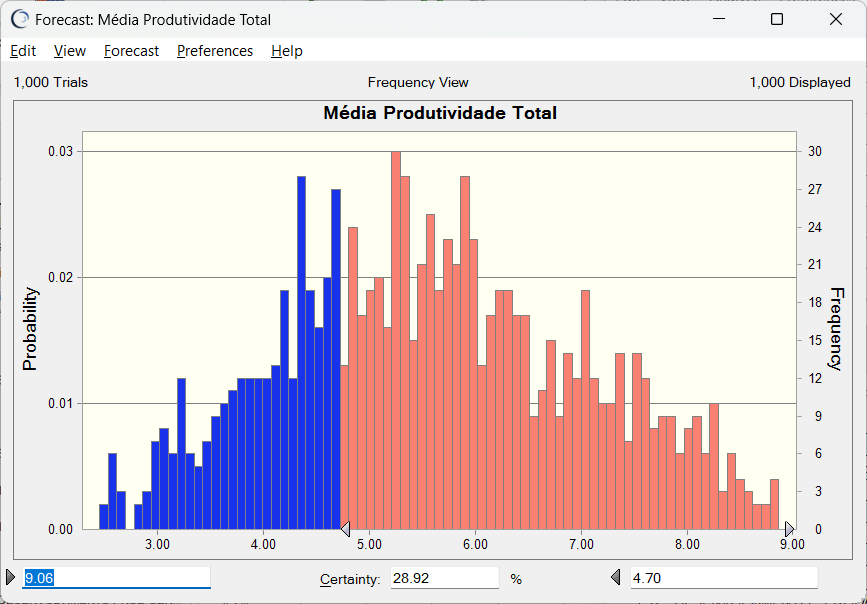 Forecast: Média Produtividade Total
Edit View Forecast Preferences Help
1,000 Trials Frequency View 1,000 Displayed
Média Produtividade Total
Probability
0.03
0.02
0.01
0.00
30
27
24
21
18
15
12
9
6
3
0
Frequency
3.00 4.00 5.00 6.00 7.00 8.00 9.00
9.06 Certainty: 28.92 % 4.70